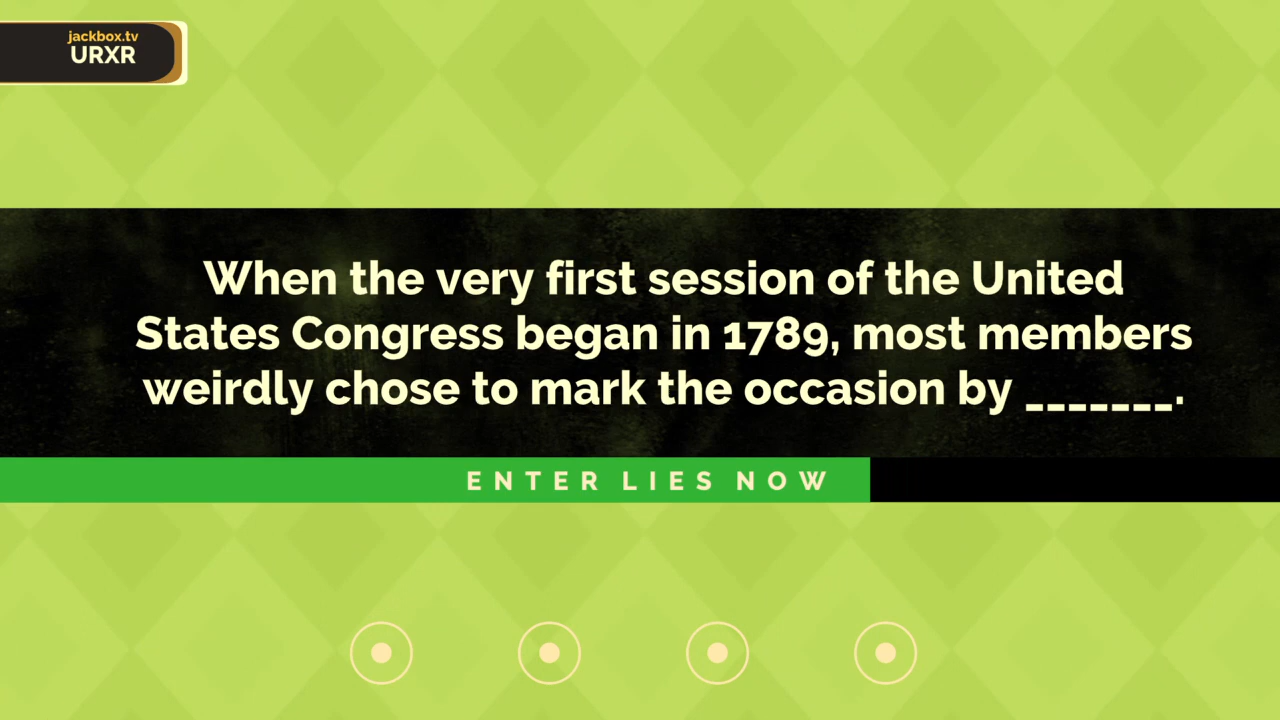 jackbox.tv
URXR
When the very first session of the United
States Congress began in 1789, most members
weirdly chose to mark the occasion by _______.
ENTER LIES NOW